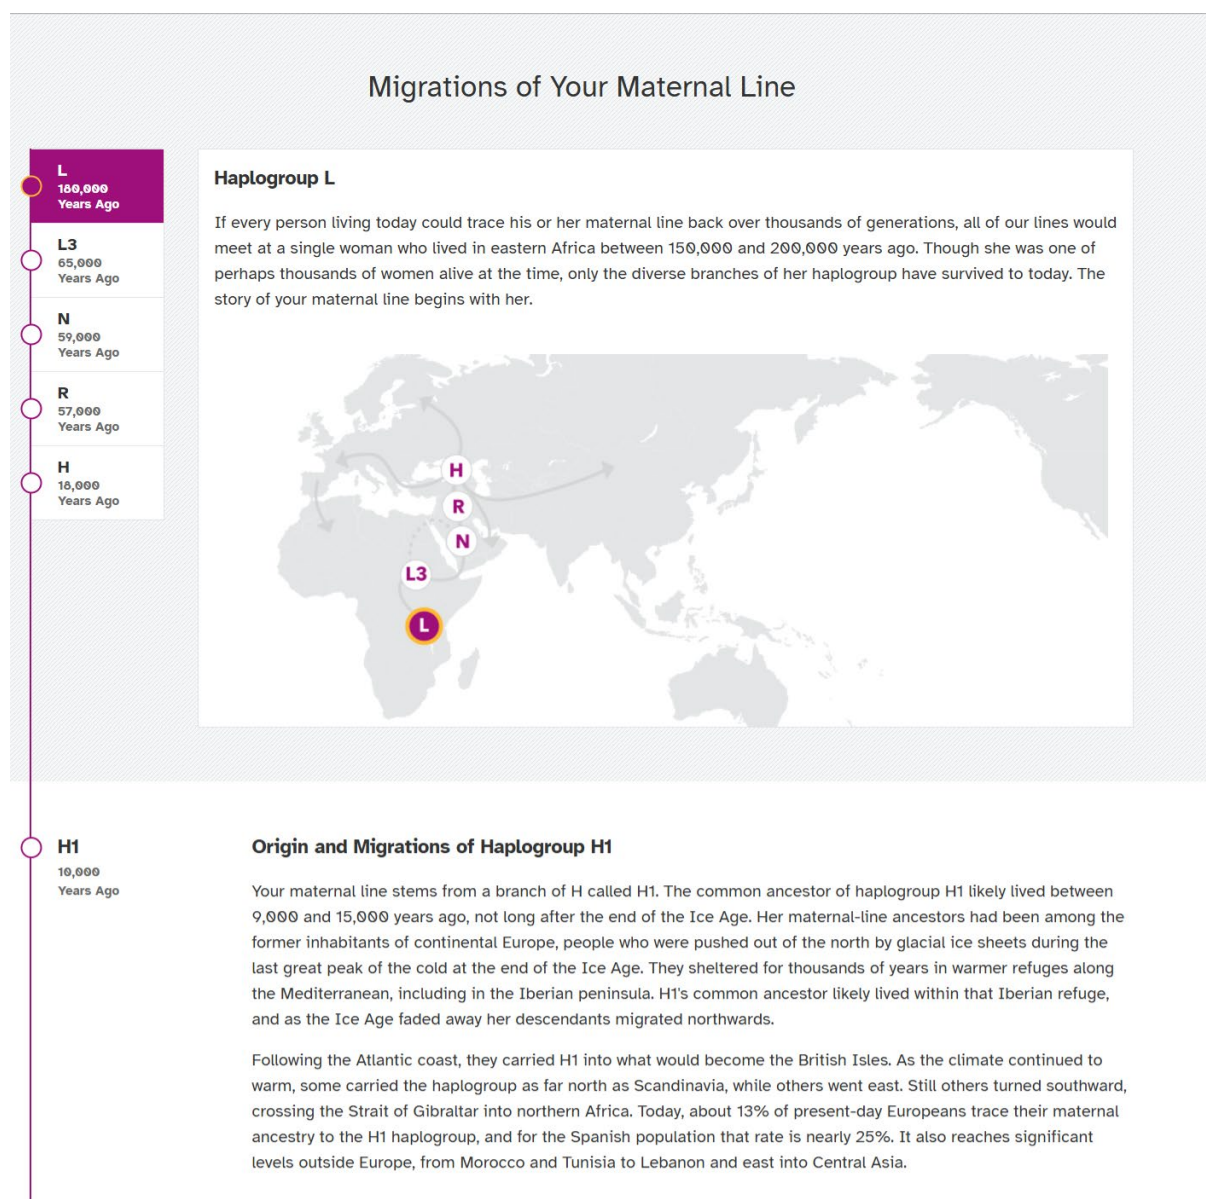 Migrations of Your Maternal Line
L
180,000
Years Ago
L3
65,000
Years Ago
N
59,000
Years Ago
R
57,000
Years Ago
H
18,000
Years Ago
Haplogroup L
If every person living today could trace his or her maternal line back over thousands of generations, all of our lines would
meet at a single woman who lived in eastern Africa between 150,000 and 200,000 years ago. Though she was one of
perhaps thousands of women alive at the time, only the diverse branches of her haplogroup have survived to today. The
story of your maternal line begins with her.
H
R
N
L3
L
H1
10,000
Years Ago
Origin and Migrations of Haplogroup H1
Your maternal line stems from a branch of H called H1. The common ancestor of haplogroup H1 likely lived between
9,000 and 15,000 years ago, not long after the end of the Ice Age. Her maternal-line ancestors had been among the
former inhabitants of continental Europe, people who were pushed out of the north by glacial ice sheets during the
last great peak of the cold at the end of the Ice Age. They sheltered for thousands of years in warmer refuges along
the Mediterranean, including in the Iberian peninsula. H1's common ancestor likely lived within that Iberian refuge,
and as the Ice Age faded away her descendants migrated northwards.
Following the Atlantic coast, they carried H1 into what would become the British Isles. As the climate continued to
warm, some carried the haplogroup as far north as Scandinavia, while others went east. Still others turned southward,
crossing the Strait of Gibraltar into northern Africa. Today, about 13% of present-day Europeans trace their maternal
ancestry to the H1 haplogroup, and for the Spanish population that rate is nearly 25%. It also reaches significant
levels outside Europe, from Morocco and Tunisia to Lebanon and east into Central Asia.